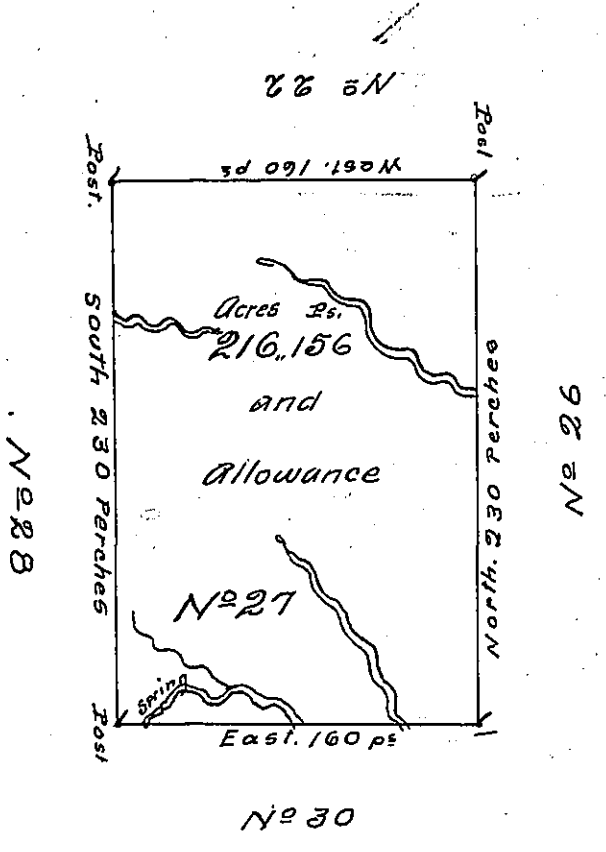 Nº 22
Post
Post.
West. 160 ps
Acres Ps.
216,,156
and
Allowance
South 230 Perches
North. 230 Perches
Nº 26
Nº 28
Nº 27
Spring
Post
East. 160 ps
Nº 30